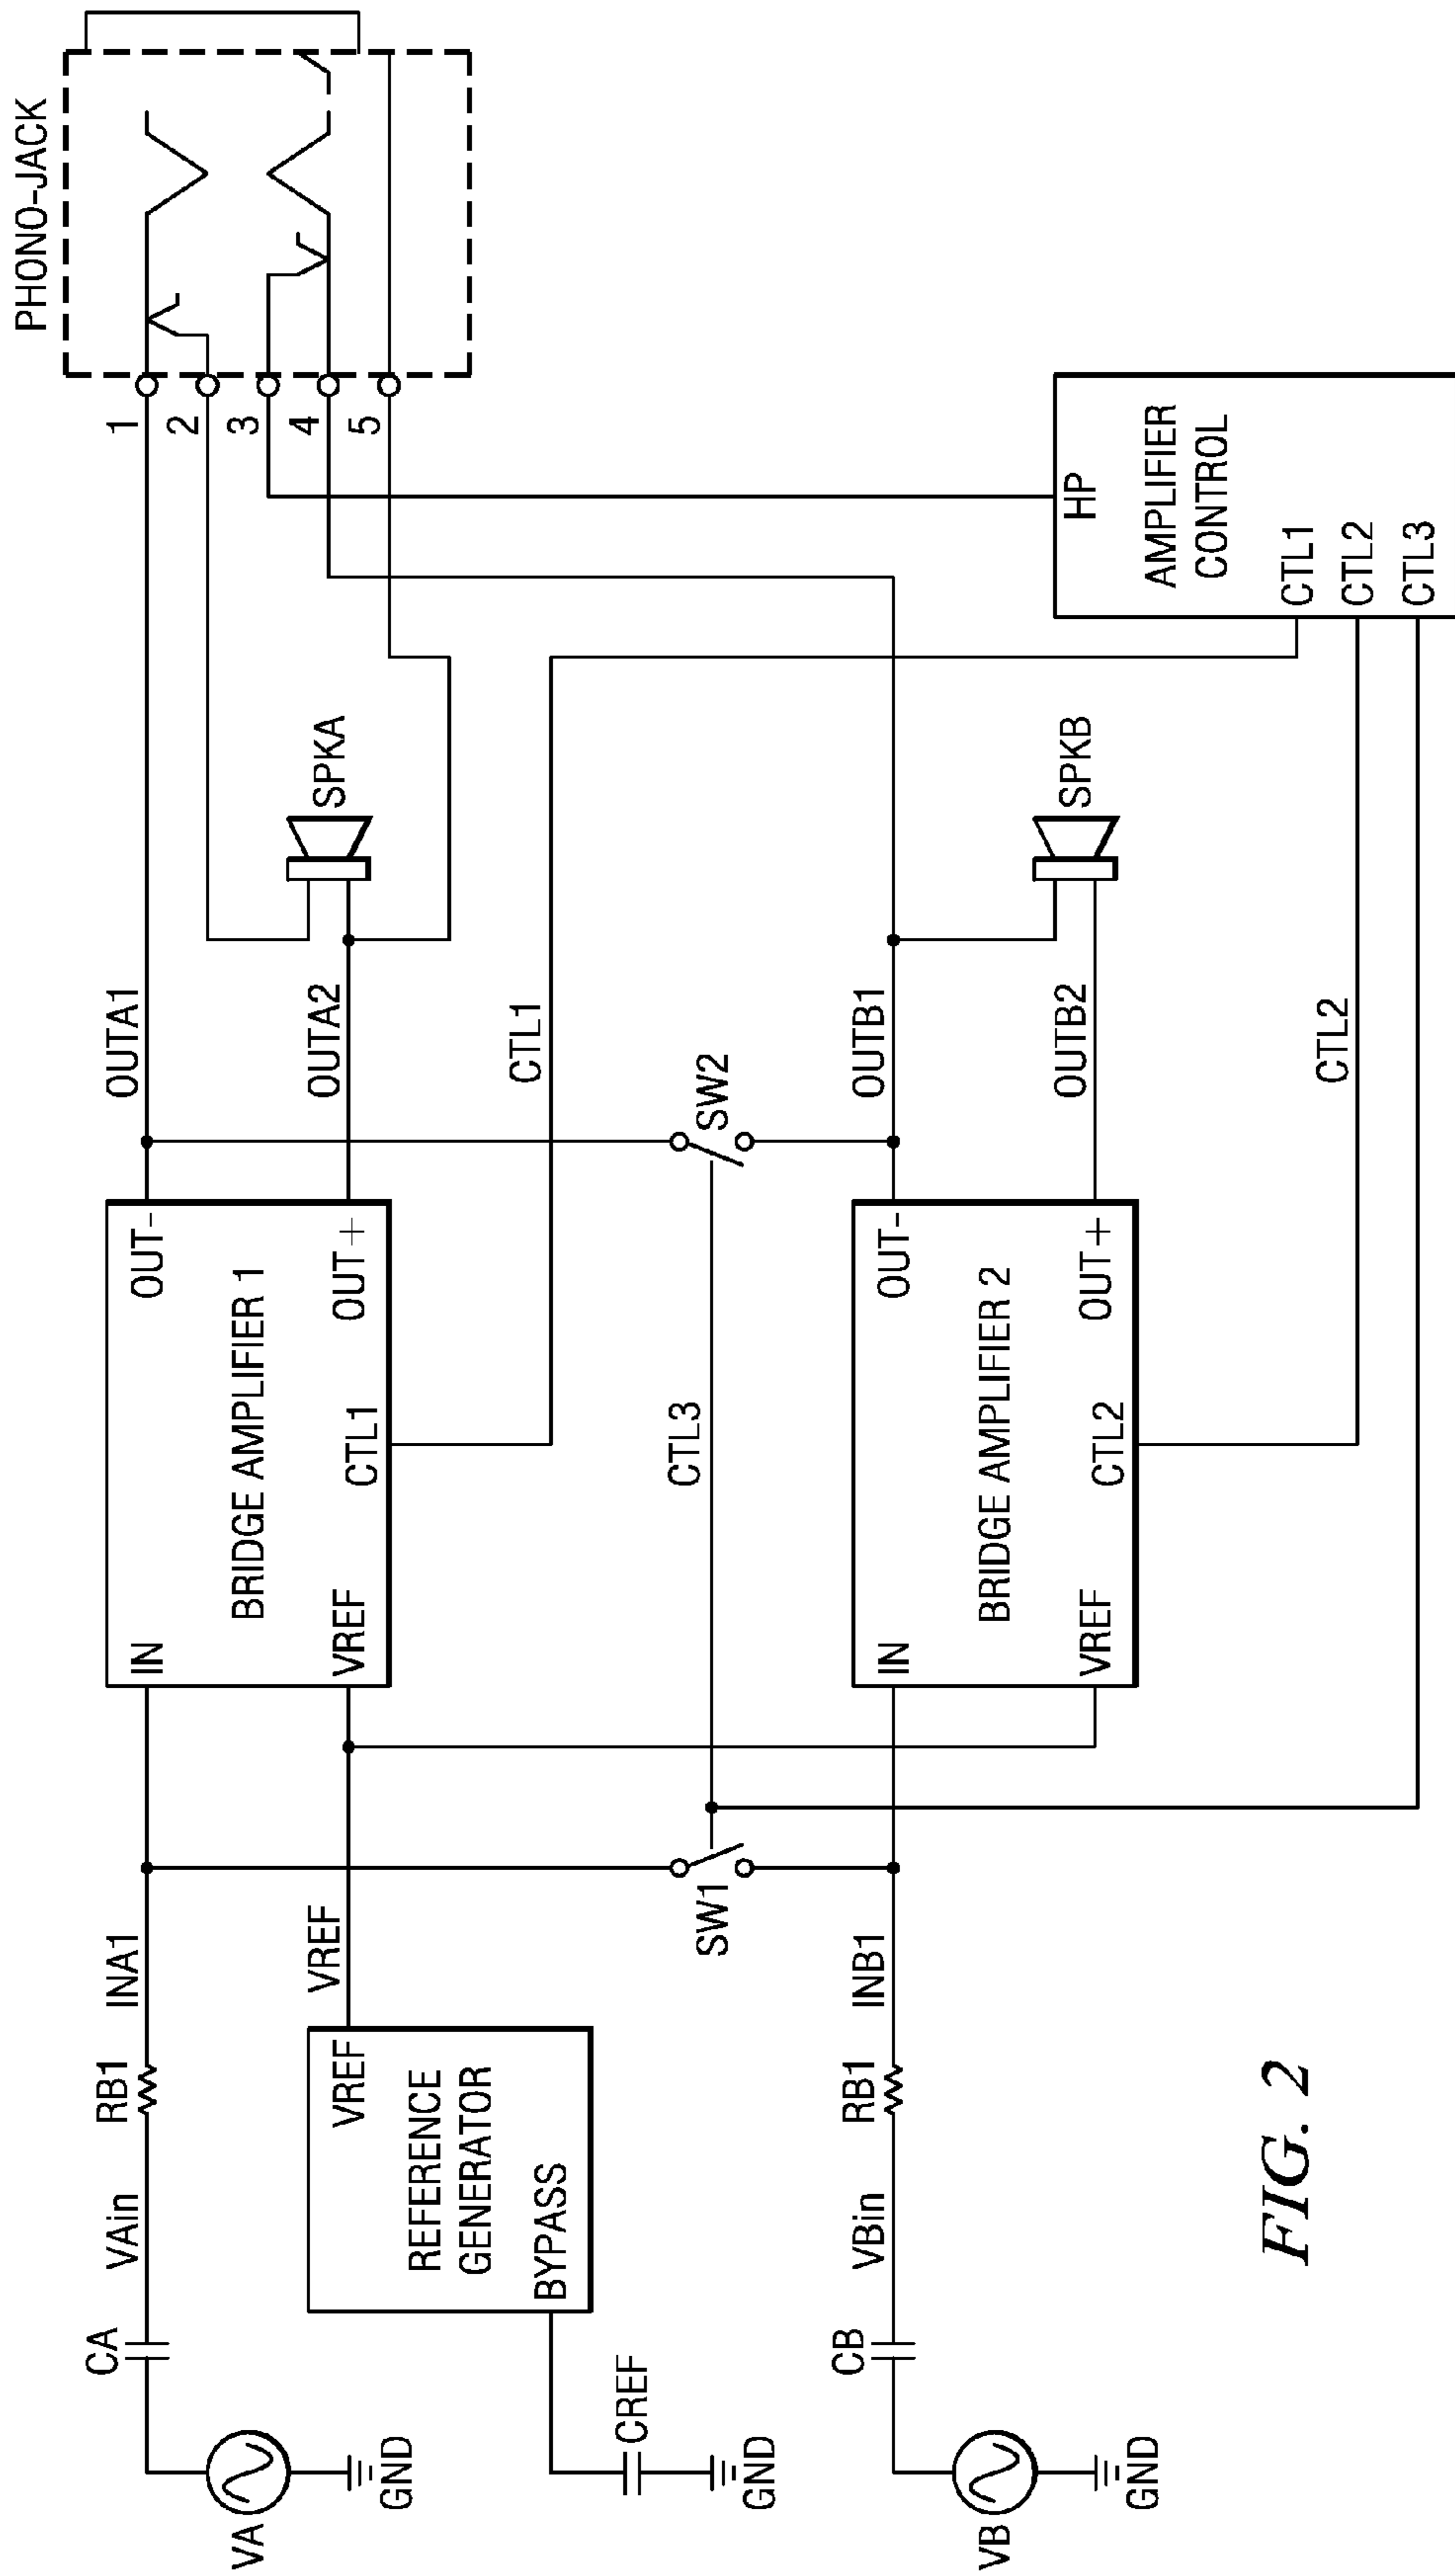 PHONO-JACK
1
2
3
4
5
OUTA1
OUTA2
SPKA
CTL1
SW2
OUTB1
OUTB2
SPKB
CTL2
HP
AMPLIFIER
CONTROL
CTL1
CTL2
CTL3
OUT-
OUT+
BRIDGE AMPLIFIER 1
CTL1
IN
VREF
CTL3
OUT-
OUT+
BRIDGE AMPLIFIER 2
CTL2
IN
VREF
SW1
INA1
RB1
VAin
CA
VA
GND
VREF
VREF
REFERENCE
GENERATOR
BYPASS
CREF
GND
INB1
RB1
VBin
CB
VB
GND
FIG. 2